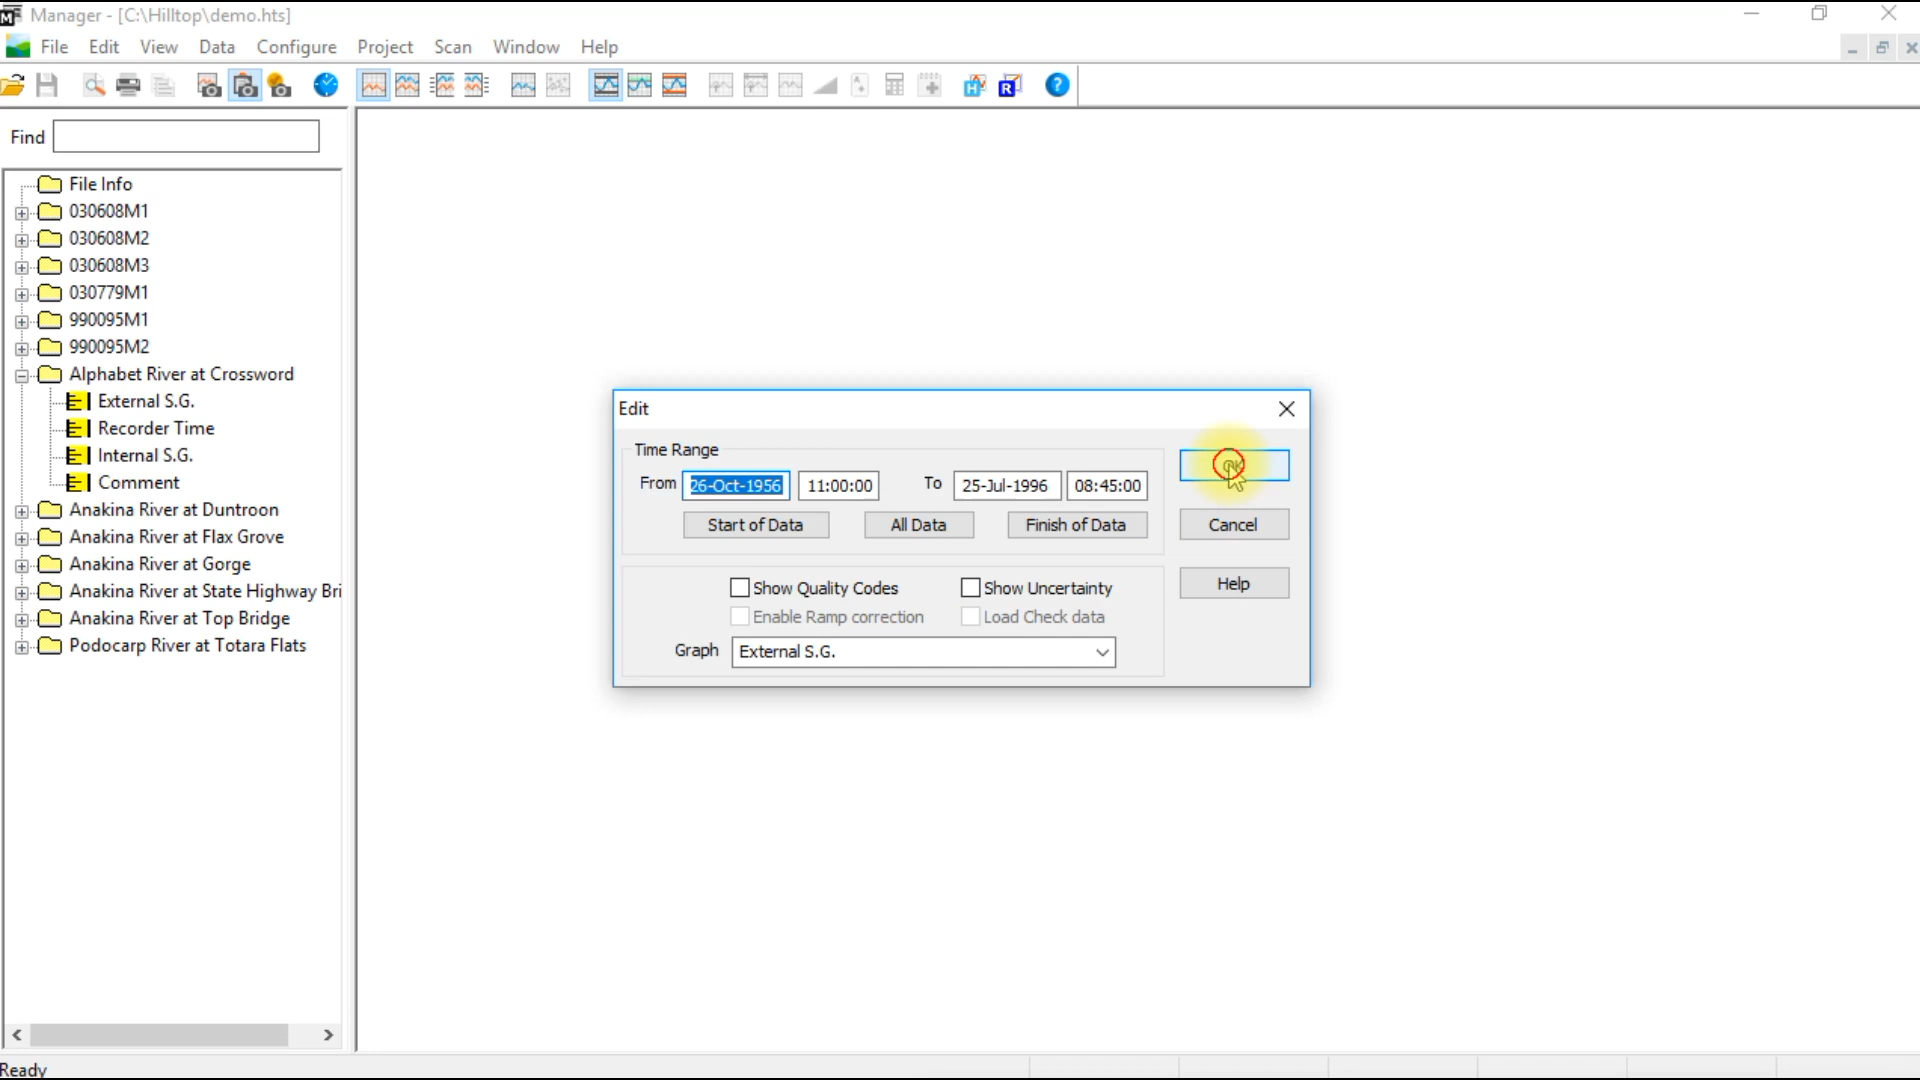 Manager - [C:\Hilltop\demo.hts]
File Edit View Data Configure Project Scan Window Help
Find
File Info
030608M1
030608M2
030608M3
030779M1
990095M1
990095M2
Alphabet River at Crossword
External S.G.
Recorder Time
Internal S.G.
Comment
Anakina River at Duntroon
Anakina River at Flax Grove
Anakina River at Gorge
Anakina River at State Highway Bri
Anakina River at Top Bridge
Podocarp River at Totara Flats
Edit
Time Range
From 26-Oct-1956 11:00:00 To 25-Jul-1996 08:45:00
Start of Data All Data Finish of Data
OK
Cancel
Help
Show Quality Codes Show Uncertainty
Enable Ramp correction Load Check data
Graph External S.G.
Ready